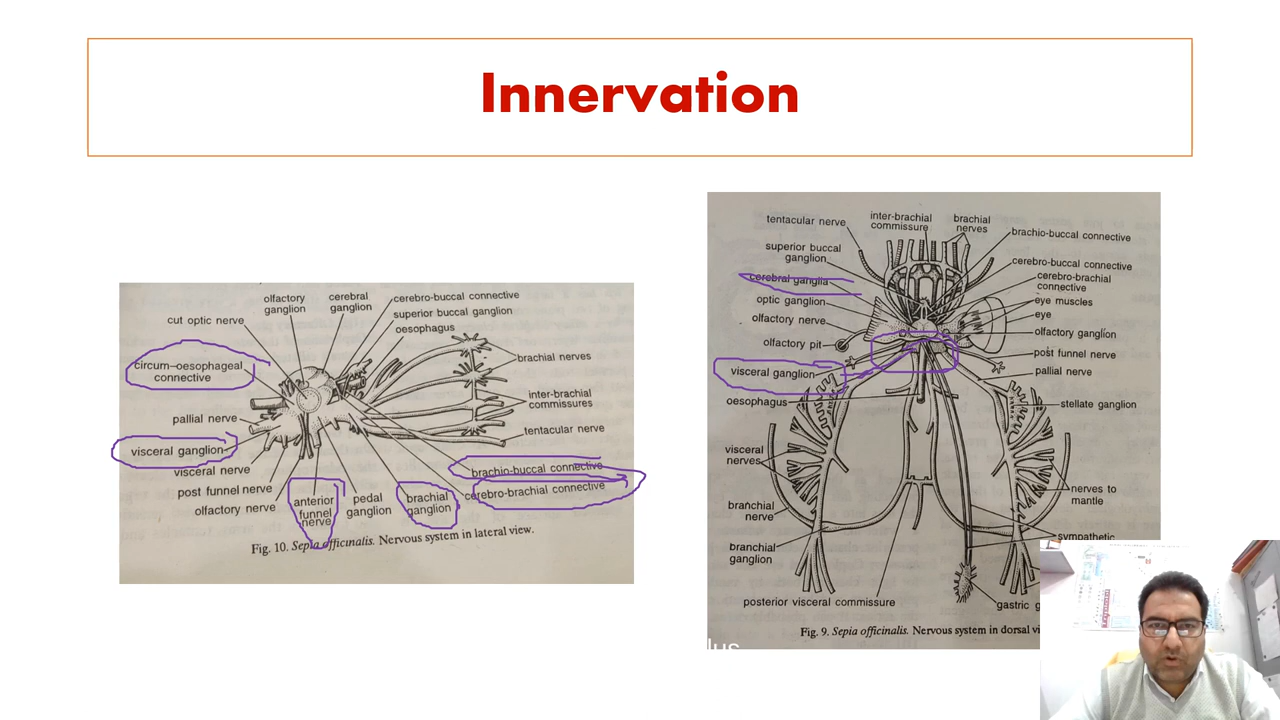 Innervation
olfactory
ganglion
cerebral
ganglion
cerebro-buccal connective
superior buccal ganglion
oesophagus
cut optic nerve
circum-oesophageal
connective
brachial nerves
inter-brachial
commissures
pallial nerve
tentacular nerve
visceral ganglion
visceral nerve
brachio-buccal connective
post funnel nerve
cerebro-brachial connective
olfactory nerve
anterior
funnel
nerve
pedal
ganglion
brachial
ganglion
Fig. 10. Sepia officinalis. Nervous system in lateral view.
tentacular nerve
inter-brachial
commissure
brachial
nerves
brachio-buccal connective
superior buccal
ganglion
cerebro-buccal connective
cerebral ganglia
cerebro-brachial
connective
optic ganglion
eye muscles
eye
olfactory nerve
olfactory ganglion
olfactory pit
post funnel nerve
visceral ganglion
pallial nerve
oesophagus
stellate ganglion
visceral
nerves
nerves to
mantle
branchial
nerve
sympathetic
branchial
ganglion
posterior visceral commissure
gastric g
Fig. 9. Sepia officinalis. Nervous system in dorsal vi
lus